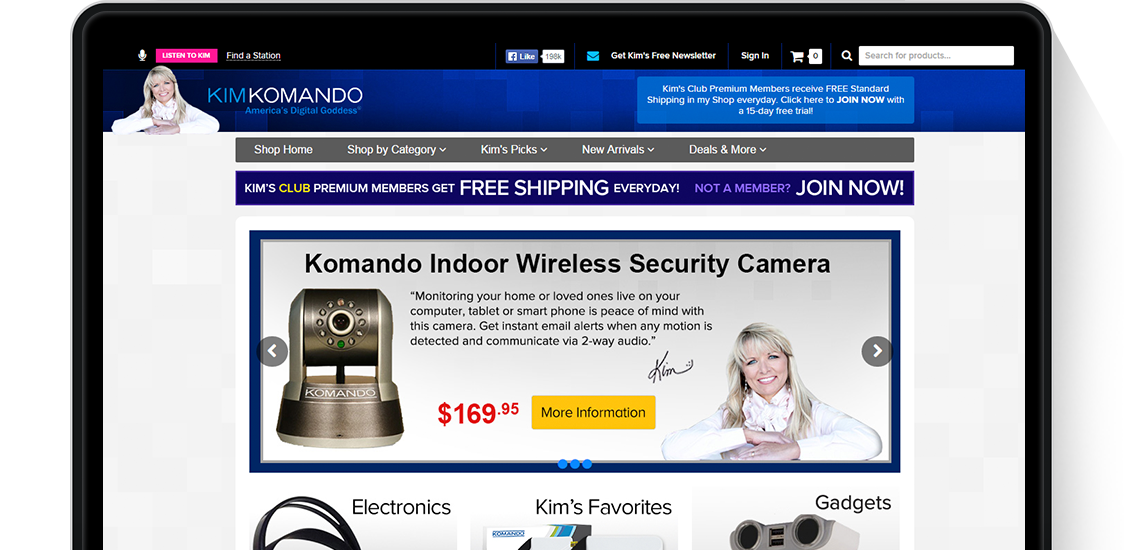 LISTEN TO KIM
Find a Station
Like
198k
Get Kim's Free Newsletter
Sign In
0
Search for products...
KIMKOMANDO
America's Digital Goddess®
Kim's Club Premium Members receive FREE Standard
Shipping in my Shop everyday. Click here to JOIN NOW with
a 15-day free trial!
Shop Home
Shop by Category
Kim's Picks
New Arrivals
Deals & More
KIM'S CLUB PREMIUM MEMBERS GET FREE SHIPPING EVERYDAY! NOT A MEMBER? JOIN NOW!
Komando Indoor Wireless Security Camera
“Monitoring your home or loved ones live on your
computer, tablet or smart phone is peace of mind with
this camera. Get instant email alerts when any motion is
detected and communicate via 2-way audio.”
Kim :)
KOMANDO
$169.95
More Information
Electronics
Kim's Favorites
Gadgets
KOMANDO